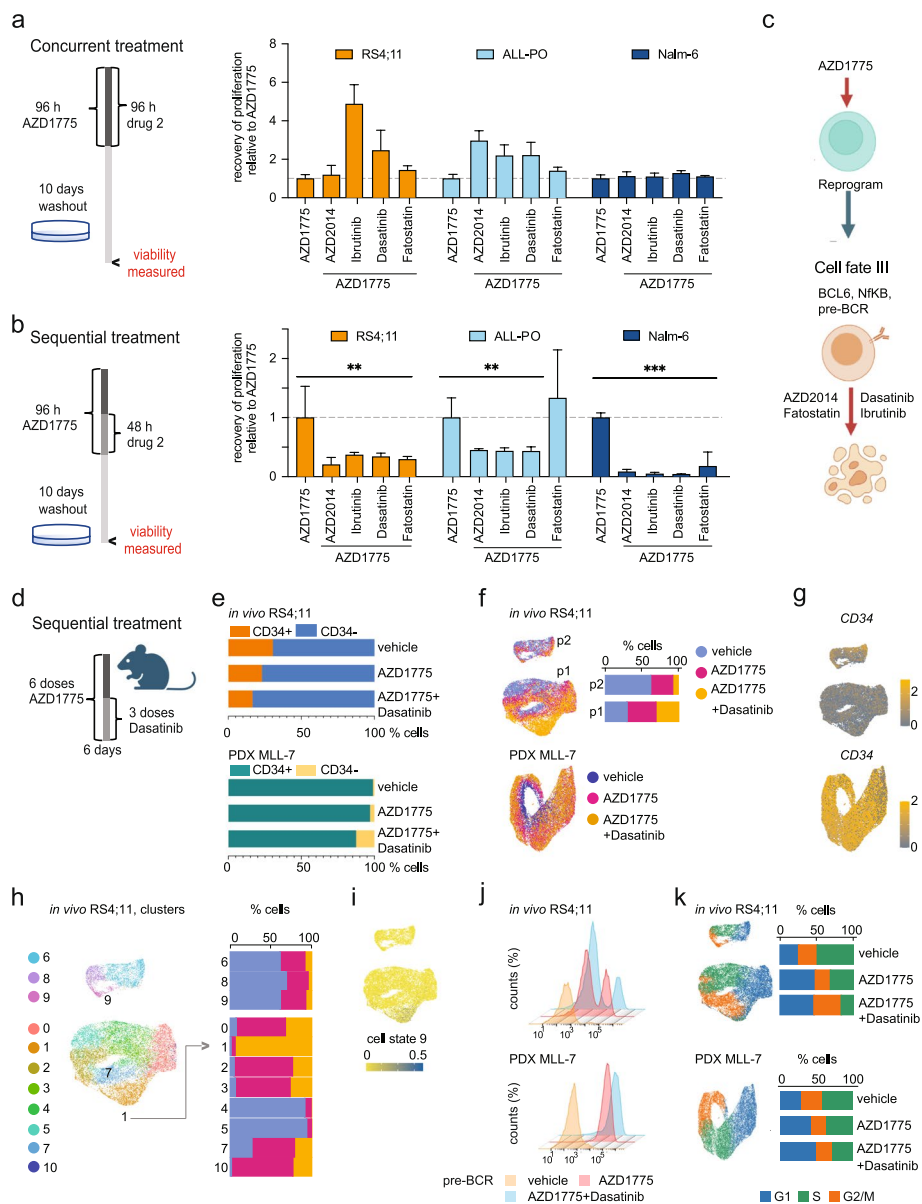 a
Concurrent treatment
96 h
AZD1775
96 h
drug 2
10 days
washout
viability
measured
recovery of proliferation
relative to AZD1775
8
6
4
2
0
RS4;11
ALL-PO
Nalm-6
AZD1775
AZD2014
Ibrutinib
Dasatinib
Fatostatin
AZD1775
AZD2014
Ibrutinib
Dasatinib
Fatostatin
AZD1775
AZD2014
Ibrutinib
Dasatinib
Fatostatin
AZD1775
AZD1775
AZD1775
b
Sequential treatment
96 h
AZD1775
48 h
drug 2
10 days
washout
viability
measured
recovery of proliferation
relative to AZD1775
2
1
0
RS4;11
ALL-PO
Nalm-6
**
**
***
AZD1775
AZD2014
Ibrutinib
Dasatinib
Fatostatin
AZD1775
AZD2014
Ibrutinib
Dasatinib
Fatostatin
AZD1775
AZD2014
Ibrutinib
Dasatinib
Fatostatin
AZD1775
AZD1775
AZD1775
c
AZD1775
Reprogram
Cell fate III
BCL6, NfKB,
pre-BCR
AZD2014
Fatostatin
Dasatinib
Ibrutinib
d
Sequential treatment
6 doses
AZD1775
3 doses
Dasatinib
6 days
e
in vivo RS4;11
CD34+ CD34-
vehicle
AZD1775
AZD1775+
Dasatinib
0 50 100 % cells
PDX MLL-7
CD34+ CD34-
vehicle
AZD1775
AZD1775+
Dasatinib
0 50 100 % cells
f
in vivo RS4;11
p2
p1
% cells
0 50 100
p2
p1
vehicle
AZD1775
AZD1775
+Dasatinib
PDX MLL-7
vehicle
AZD1775
AZD1775
+Dasatinib
g
CD34
2
0
CD34
2
0
h
in vivo RS4;11, clusters
6
8
9
0
1
2
3
4
5
7
10
9
7
1
% cells
0 50 100
6
8
9
0
1
2
3
4
5
7
10
i
cell state 9
0 0.5
j
in vivo RS4;11
counts (%)
10¹ 10³ 10⁵
PDX MLL-7
counts (%)
10¹ 10³ 10⁵
pre-BCR
vehicle AZD1775
AZD1775+Dasatinib
k
in vivo RS4;11
% cells
0 50 100
vehicle
AZD1775
AZD1775
+Dasatinib
PDX MLL-7
% cells
0 50 100
vehicle
AZD1775
AZD1775
+Dasatinib
G1 S G2/M